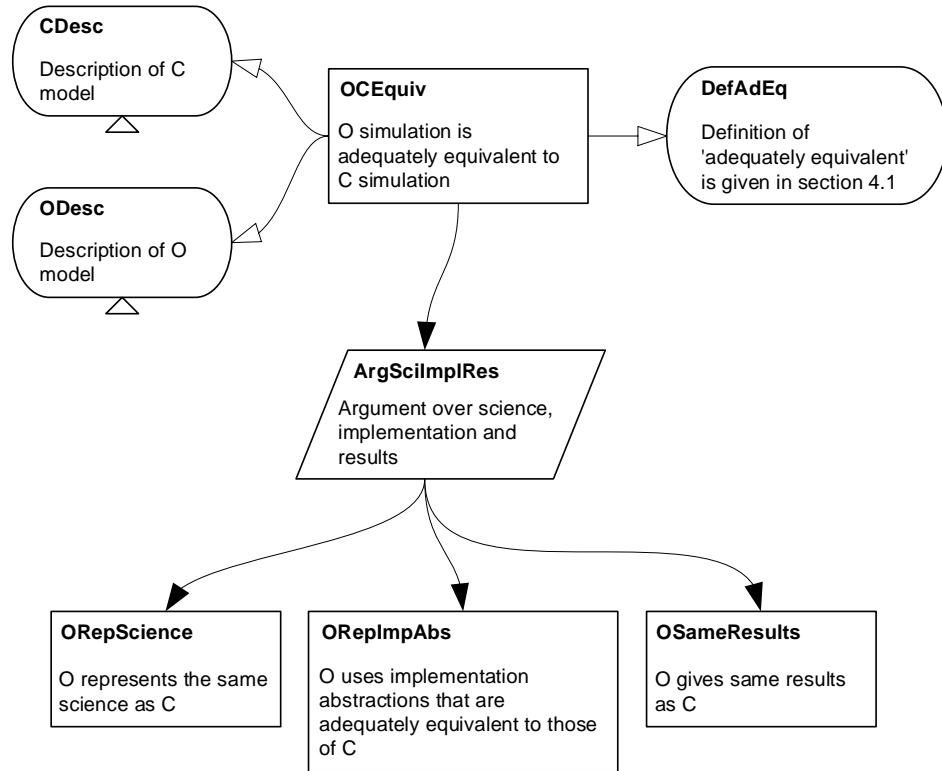 CDesc
Description of C
model
OCEquiv
O simulation is
adequately equivalent to
C simulation
DefAdEq
Definition of
'adequately equivalent'
is given in section 4.1
ODesc
Description of O
model
ArgSciImplRes
Argument over science,
implementation and
results
ORepScience
O represents the same
science as C
ORepImpAbs
O uses implementation
abstractions that are
adequately equivalent to those
of C
OSameResults
O gives same results
as C